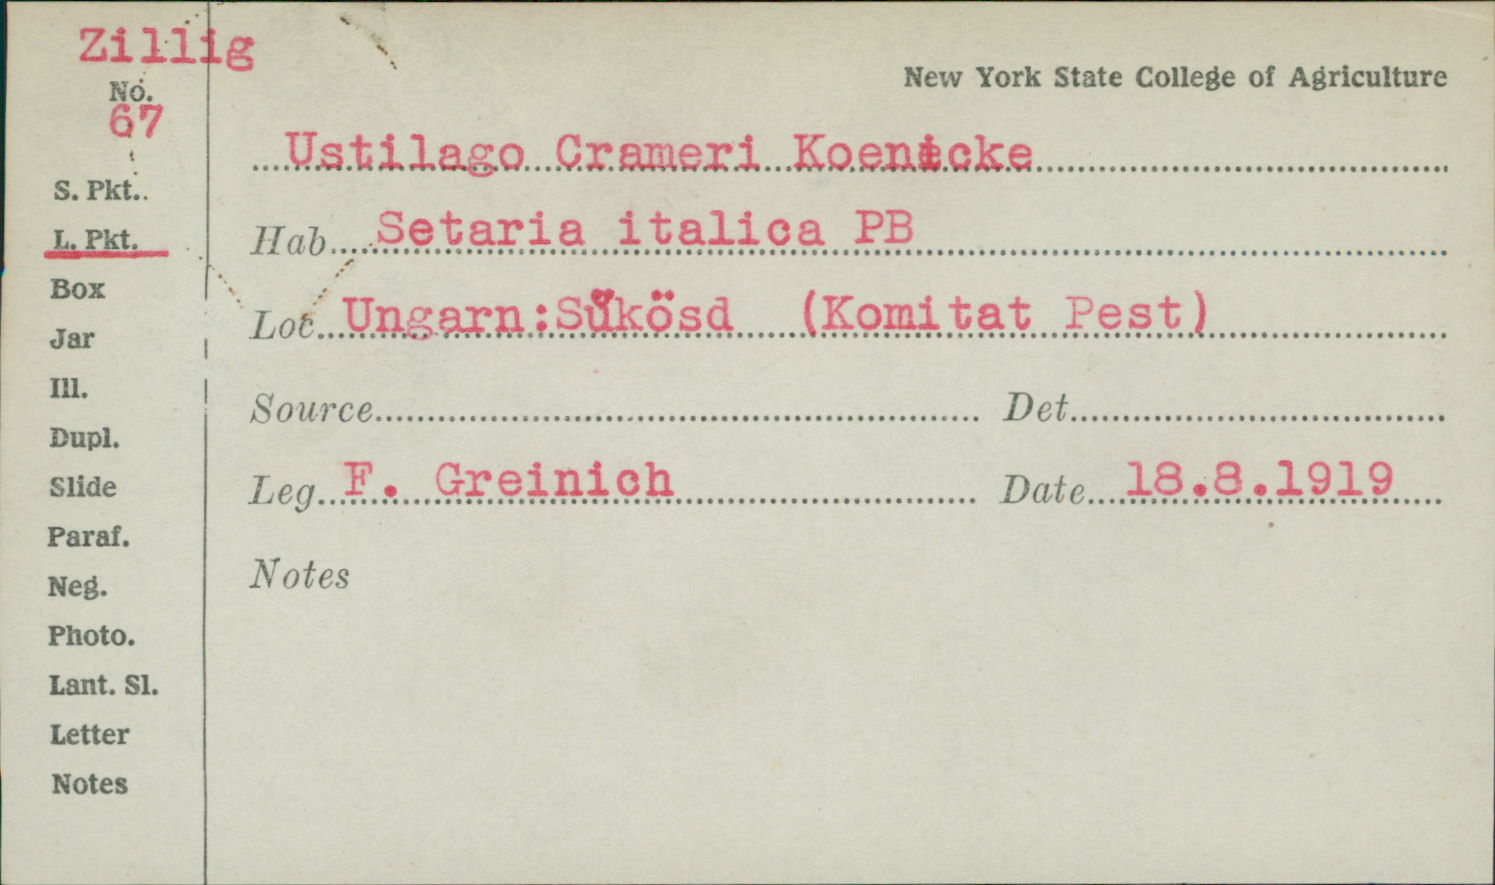 Zillig
No.
67
New York State College of Agriculture
Ustilago Crameri Koenicke
S. Pkt.
L. Pkt.
Hab. Setaria italica PB
Box
Loc. Ungarn:Sükösd (Komitat Pest)
Jar
Ill.
Source Det.
Dupl.
Slide
Leg. F. Greinich Date 18.8.1919
Paraf.
Neg.
Notes
Photo.
Lant. Sl.
Letter
Notes